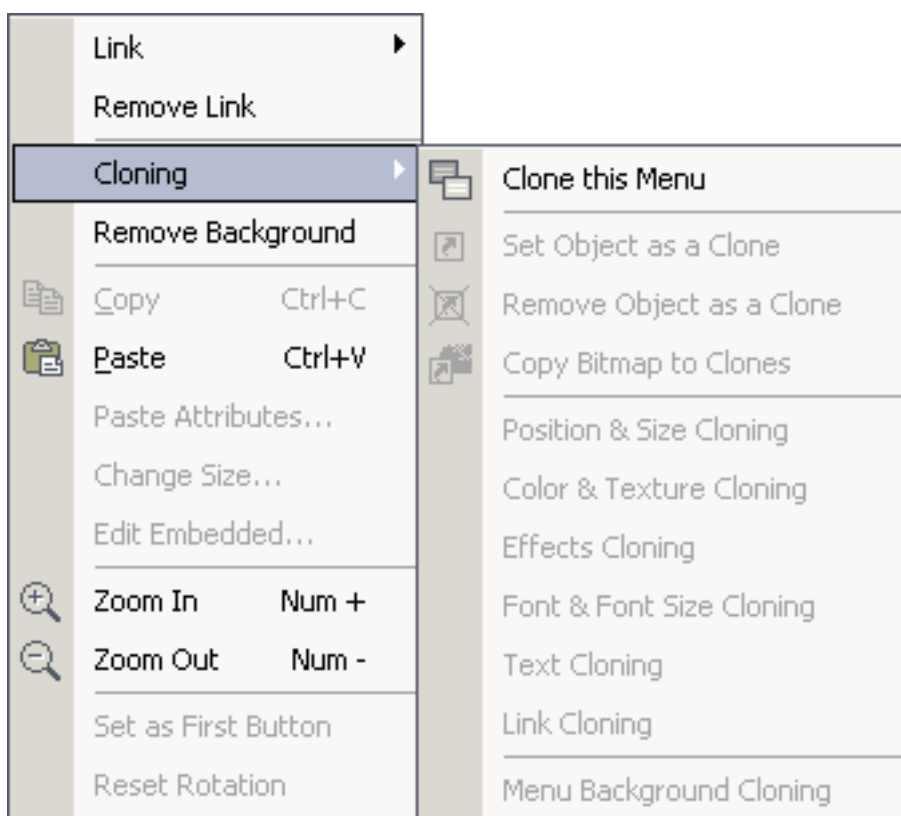 Link
Remove Link
Cloning
Remove Background
Copy Ctrl+C
Paste Ctrl+V
Paste Attributes...
Change Size...
Edit Embedded...
Zoom In Num +
Zoom Out Num -
Set as First Button
Reset Rotation
Clone this Menu
Set Object as a Clone
Remove Object as a Clone
Copy Bitmap to Clones
Position & Size Cloning
Color & Texture Cloning
Effects Cloning
Font & Font Size Cloning
Text Cloning
Link Cloning
Menu Background Cloning